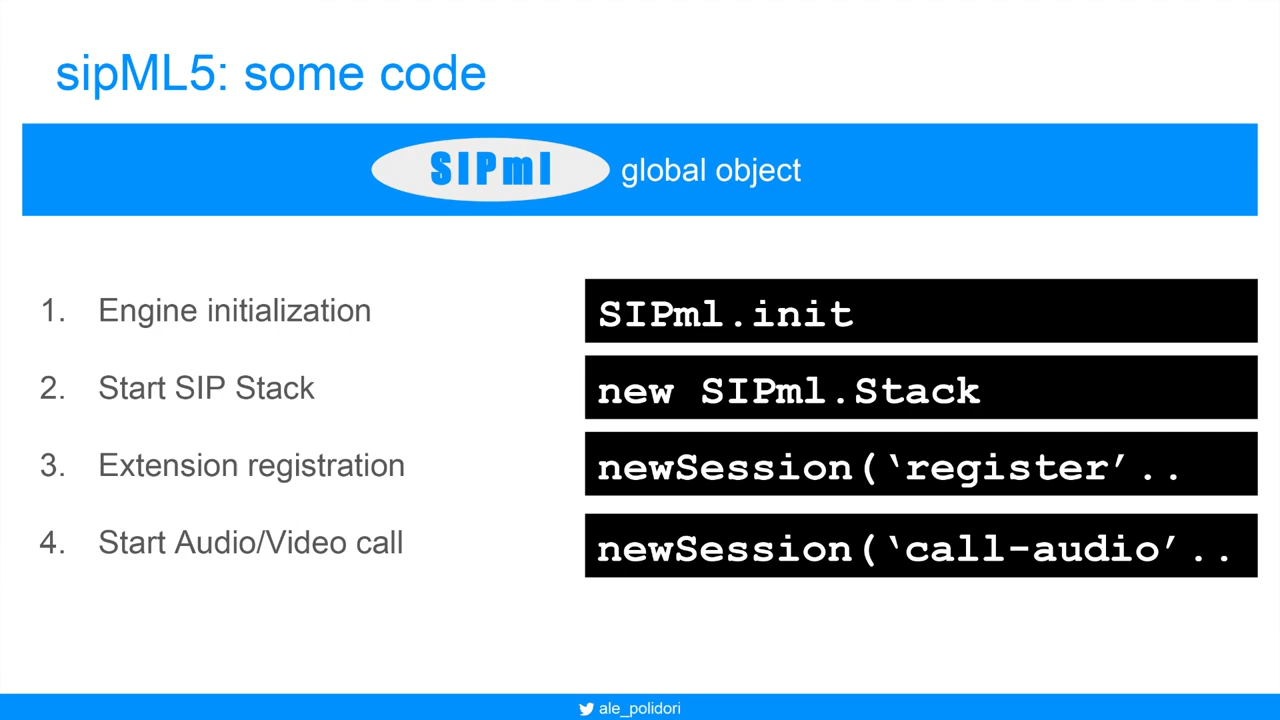 sipML5: some code
SIPml global object
1. Engine initialization SIPml.init
2. Start SIP Stack new SIPml.Stack
3. Extension registration newSession(‘register’..
4. Start Audio/Video call newSession(‘call-audio’..
ale_polidori